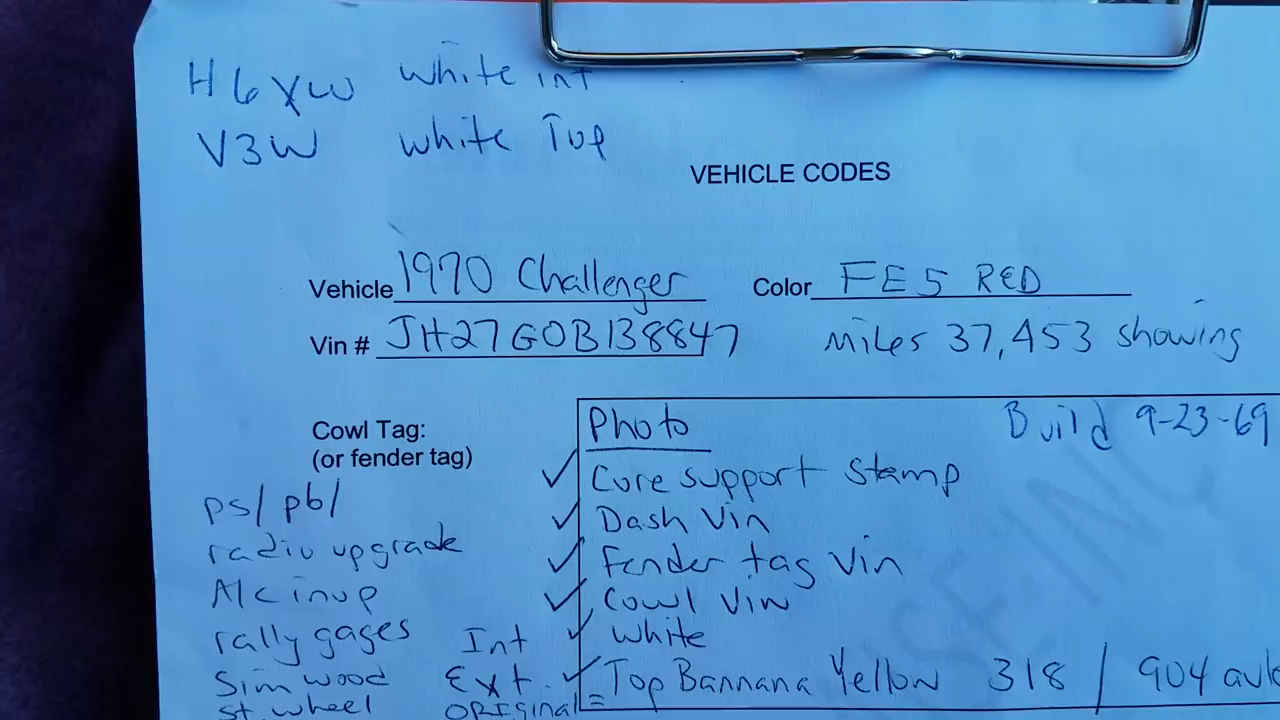 H6XW white int
V3W white Top
VEHICLE CODES
Vehicle 1970 Challenger Color FE5 RED
Vin # JH27G0B138847 miles 37,453 showing
Cowl Tag:
(or fender tag)
Photo Build 9-23-69
✓ Core support stamp
ps/ pb/
✓ Dash Vin
radio upgrade ✓ Fender tag Vin
A/c inop ✓ Cowl Vin
rally gages Int ✓ white
Sim wood Ext. ✓ Top Bannana Yellow 318 / 904 auto
st. wheel ORIGINAL =